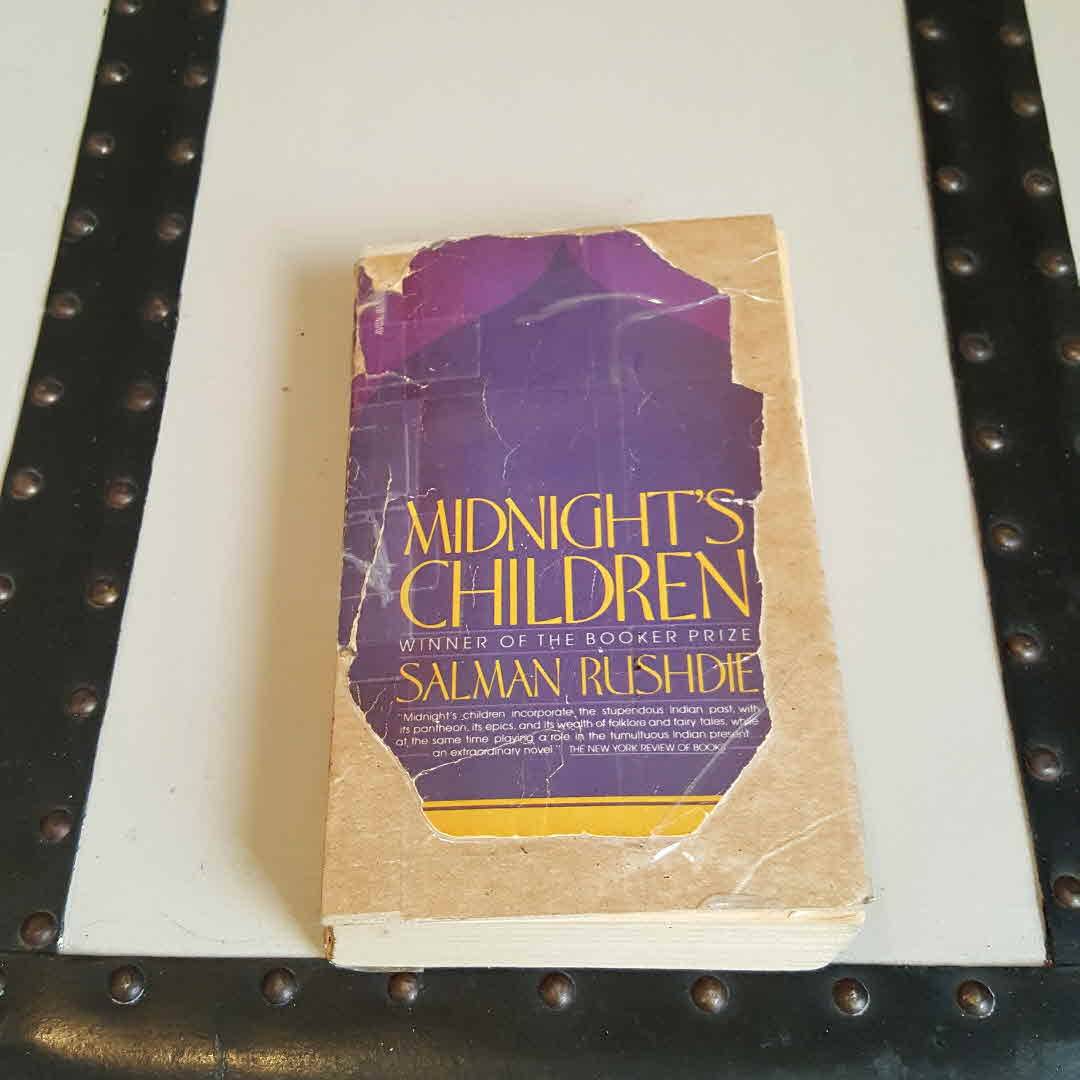 MIDNIGHT'S
CHILDREN
WINNER OF THE BOOKER PRIZE
SALMAN RUSHDIE
"Midnight's children incorporate the stupendous Indian past, with
its pantheon, its epics, and its wealth of folklore and fairy tales, while
at the same time playing a role in the tumultuous Indian present...
an extraordinary novel." THE NEW YORK REVIEW OF BOOKS